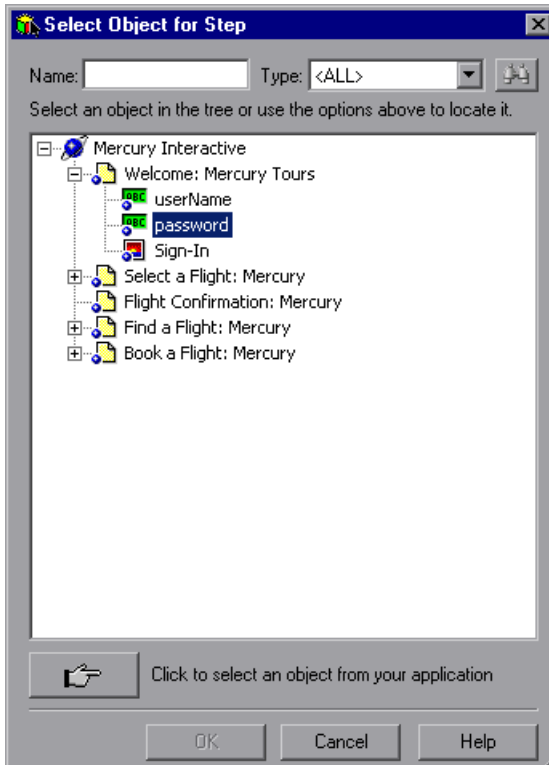 Select Object for Step
Name: Type: <ALL>
Select an object in the tree or use the options above to locate it.
Mercury Interactive
Welcome: Mercury Tours
ABC userName
ABC password
Sign-In
Select a Flight: Mercury
Flight Confirmation: Mercury
Find a Flight: Mercury
Book a Flight: Mercury
Click to select an object from your application
OK Cancel Help